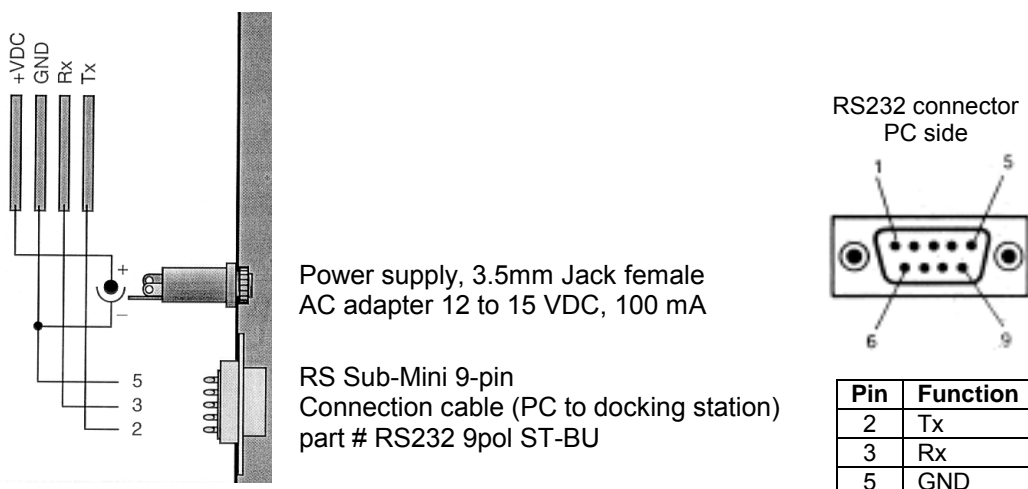 +VDC
GND
Rx
Tx
+
–
5
3
2
Power supply, 3.5mm Jack female
AC adapter 12 to 15 VDC, 100 mA
RS Sub-Mini 9-pin
Connection cable (PC to docking station)
part # RS232 9pol ST-BU
RS232 connector
PC side
1 5
6 9
Pin Function
2 Tx
3 Rx
5 GND